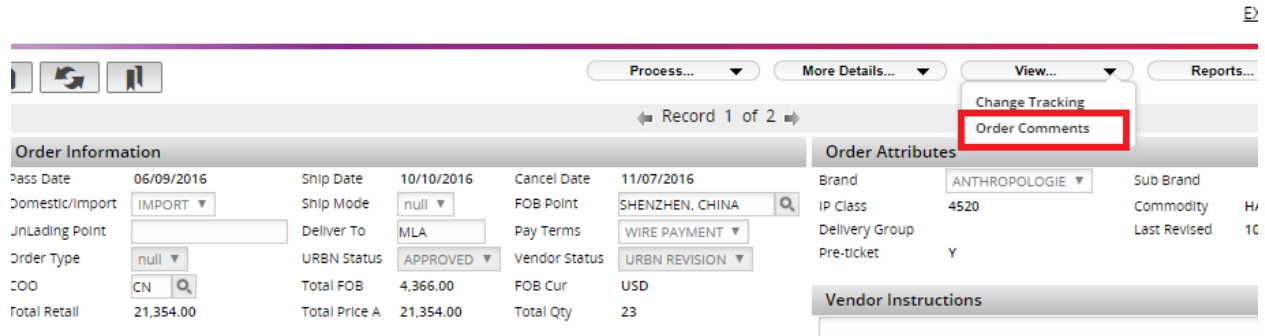 Process... More Details... View... Reports...
Change Tracking
Record 1 of 2
Order Comments
Order Information Order Attributes
Pass Date 06/09/2016 Ship Date 10/10/2016 Cancel Date 11/07/2016 Brand ANTHROPOLOGIE Sub Brand
Domestic/Import IMPORT Ship Mode null FOB Point SHENZHEN, CHINA IP Class 4520 Commodity
UnLading Point Deliver To MLA Pay Terms WIRE PAYMENT Delivery Group Last Revised 10
Order Type null URBN Status APPROVED Vendor Status URBN REVISION Pre-ticket Y
COO CN Total FOB 4,366.00 FOB Cur USD
Total Retail 21,354.00 Total Price A 21,354.00 Total Qty 23 Vendor Instructions